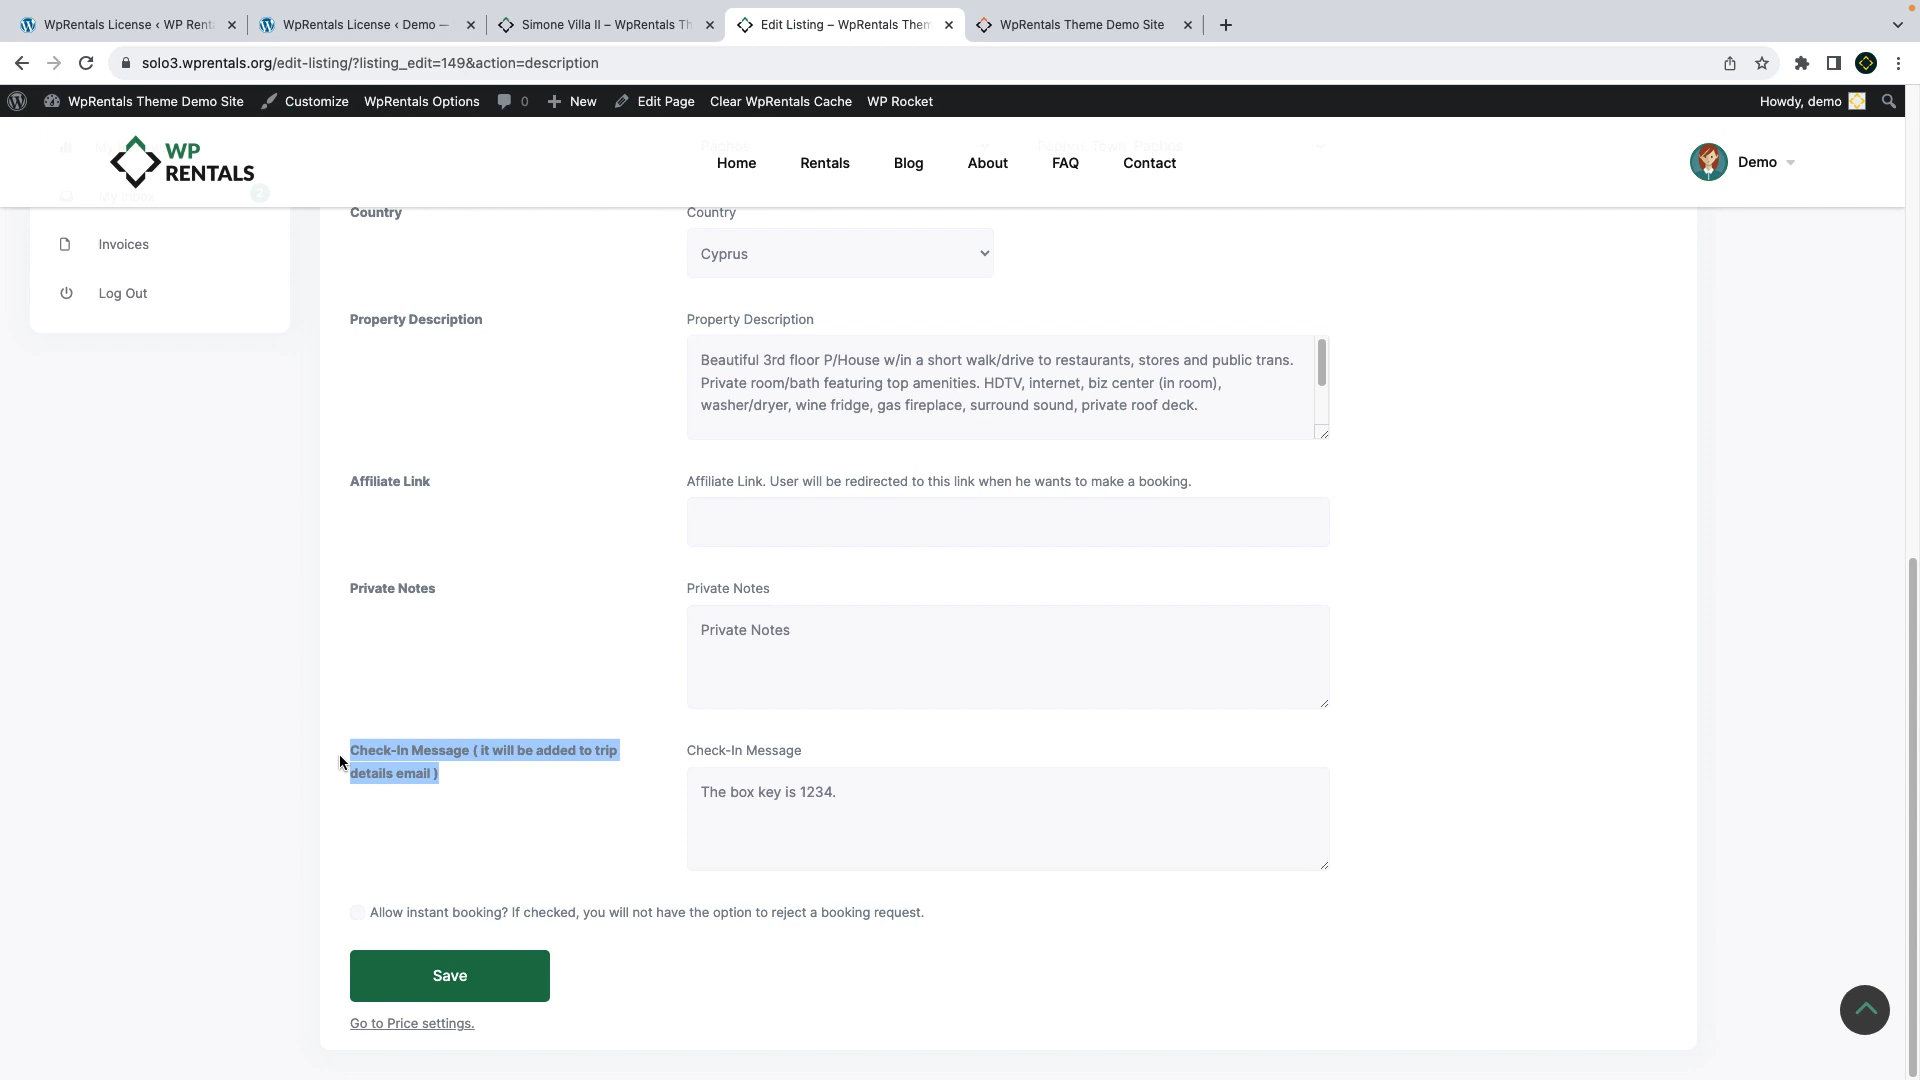 WpRentals License ‹ WP Rent
WpRentals License ‹ Demo —
Simone Villa II – WpRentals Th
Edit Listing – WpRentals Them
WpRentals Theme Demo Site
solo3.wprentals.org/edit-listing/?listing_edit=149&action=description
WpRentals Theme Demo Site
Customize
WpRentals Options
0
New
Edit Page
Clear WpRentals Cache
WP Rocket
Howdy, demo
WP
RENTALS
Home
Rentals
Blog
About
FAQ
Contact
Demo
My Inbox
2
Invoices
Log Out
Country
Country
Cyprus
Property Description
Property Description
Beautiful 3rd floor P/House w/in a short walk/drive to restaurants, stores and public trans.
Private room/bath featuring top amenities. HDTV, internet, biz center (in room),
washer/dryer, wine fridge, gas fireplace, surround sound, private roof deck.
Affiliate Link
Affiliate Link. User will be redirected to this link when he wants to make a booking.
Private Notes
Private Notes
Private Notes
Check-In Message ( it will be added to trip
details email )
Check-In Message
The box key is 1234.
Allow instant booking? If checked, you will not have the option to reject a booking request.
Save
Go to Price settings.